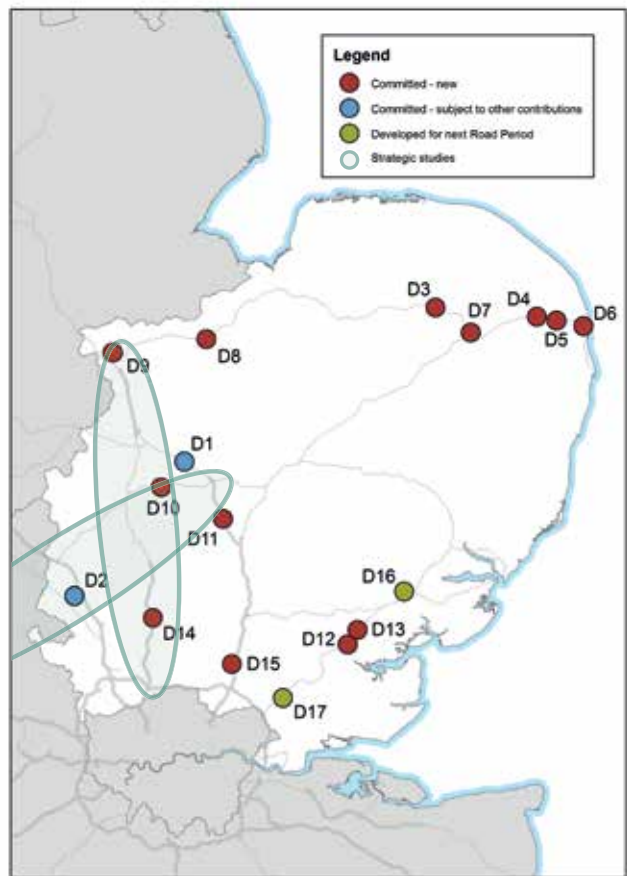 Legend
Committed - new
Committed - subject to other contributions
Developed for next Road Period
Strategic studies
D3
D4
D6
D7
D5
D8
D9
D1
D10
D11
D2
D16
D14
D13
D12
D15
D17